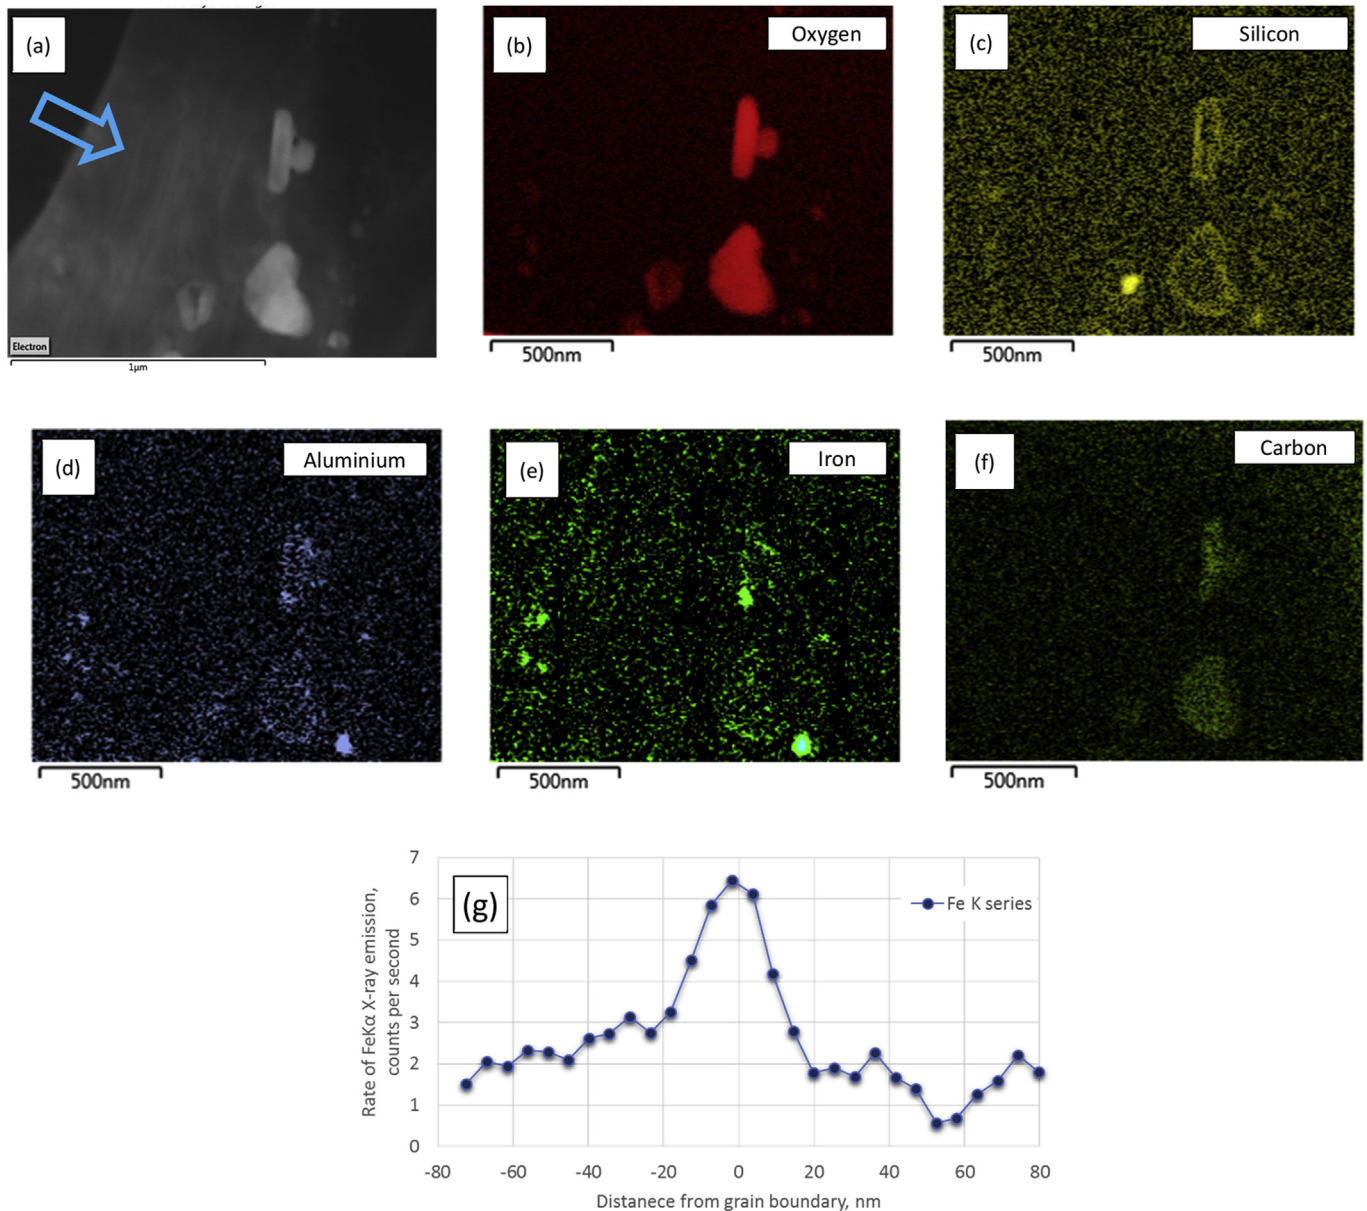 (a)
Electron
1μm
(b)
Oxygen
500nm
(c)
Silicon
500nm
(d)
Aluminium
500nm
(e)
Iron
500nm
(f)
Carbon
500nm
(g)
Fe K series
Rate of FeKα X-ray emission,
counts per second
7
6
5
4
3
2
1
0
-80 -60 -40 -20 0 20 40 60 80
Distanece from grain boundary, nm